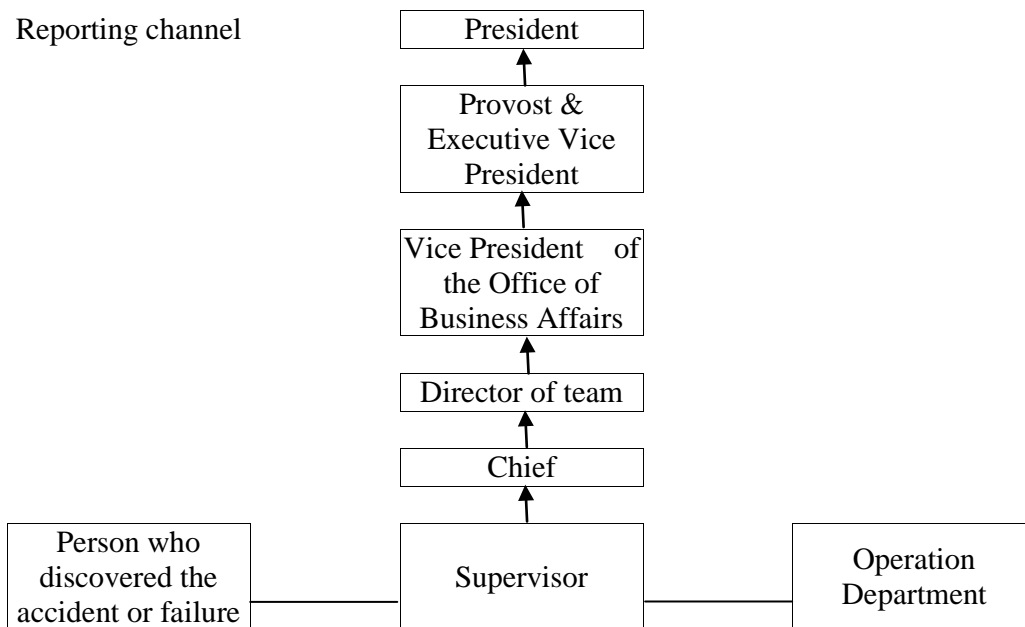 Reporting channel
President
Provost &
Executive Vice
President
Vice President of
the Office of
Business Affairs
Director of team
Chief
Person who
discovered the
accident or failure
Supervisor
Operation
Department